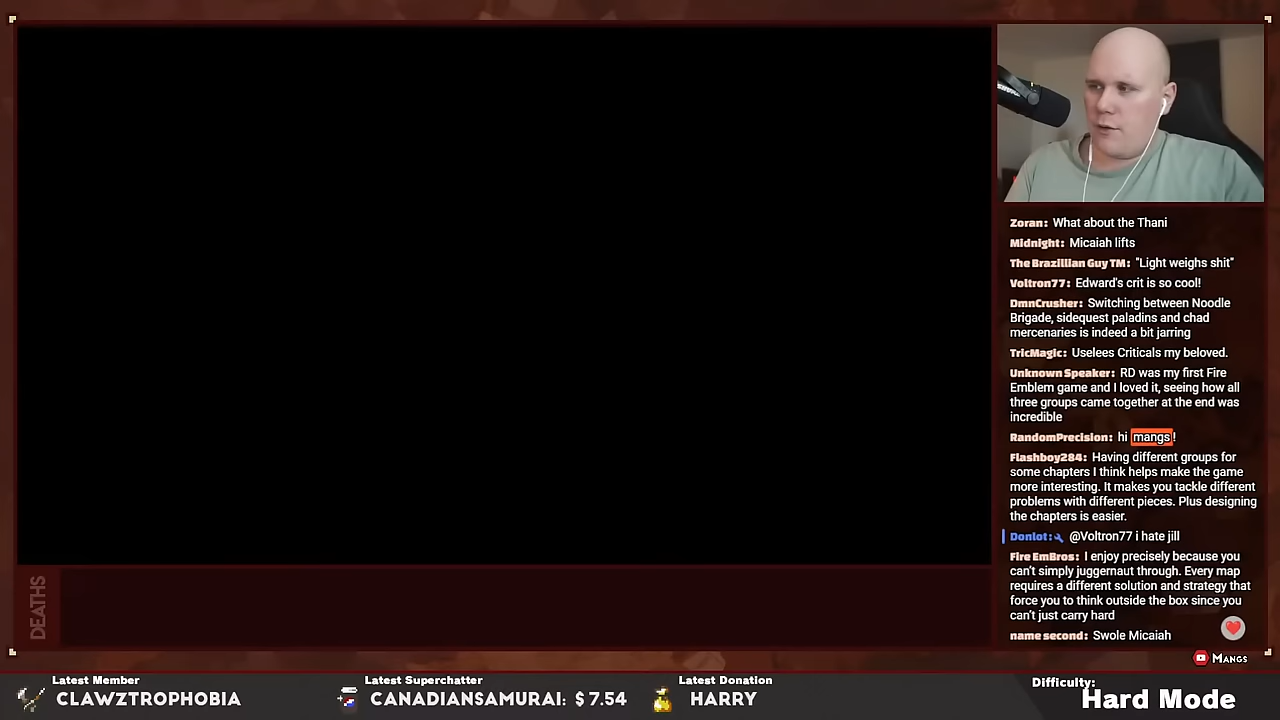 Zoran: What about the Thani
Midnight: Micaiah lifts
The Brazillian Guy TM: "Light weighs shit"
Voltron77: Edward's crit is so cool!
DmnCrusher: Switching between Noodle
Brigade, sidequest paladins and chad
mercenaries is indeed a bit jarring
TricMagic: Uselees Criticals my beloved.
Unknown Speaker: RD was my first Fire
Emblem game and I loved it, seeing how all
three groups came together at the end was
incredible
RandomPrecision: hi mangs !
Flashboy284: Having different groups for
some chapters I think helps make the game
more interesting. It makes you tackle different
problems with different pieces. Plus designing
the chapters is easier.
Donlot: @Voltron77 i hate jill
Fire EmBros: I enjoy precisely because you
can't simply juggernaut through. Every map
requires a different solution and strategy that
force you to think outside the box since you
can't just carry hard
name second: Swole Micaiah
DEATHS
MANGS
Latest Member
CLAWZTROPHOBIA
Latest Superchatter
CANADIANSAMURAI: $7.54
Latest Donation
HARRY
Difficulty:
Hard Mode